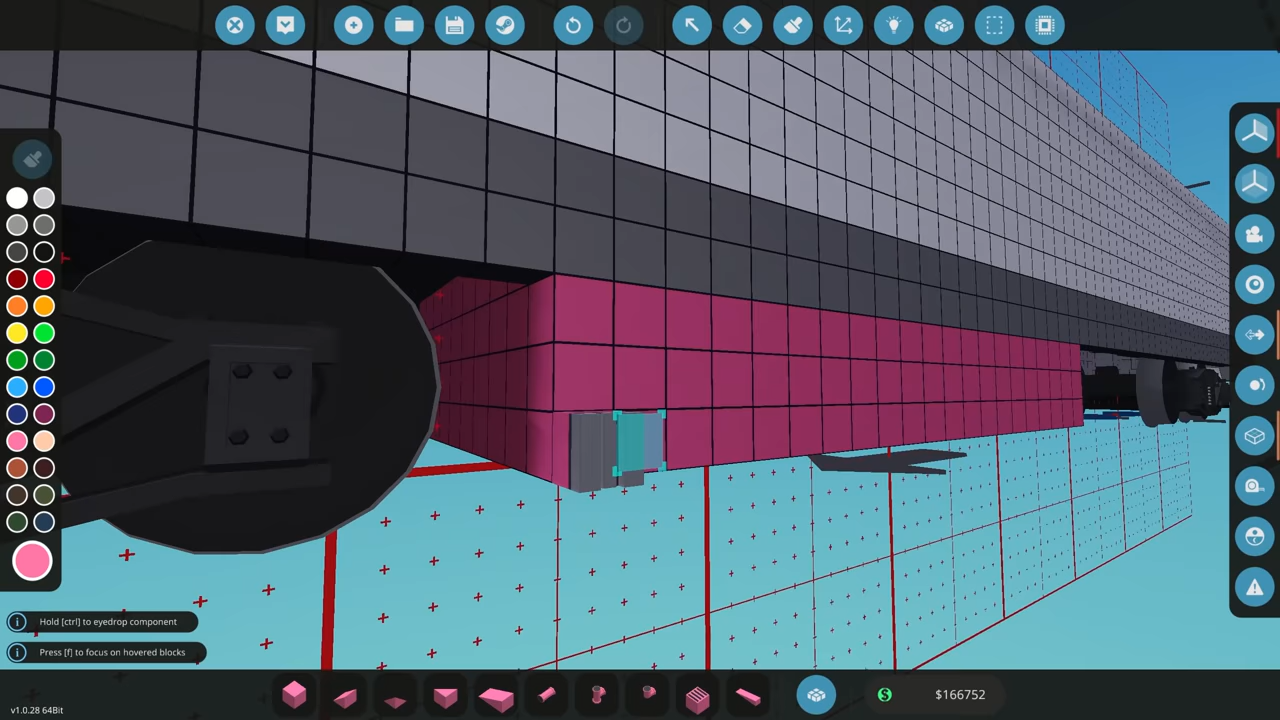 Hold [ctrl] to eyedrop component
Press [f] to focus on hovered blocks
$166752
v1.0.28 64Bit